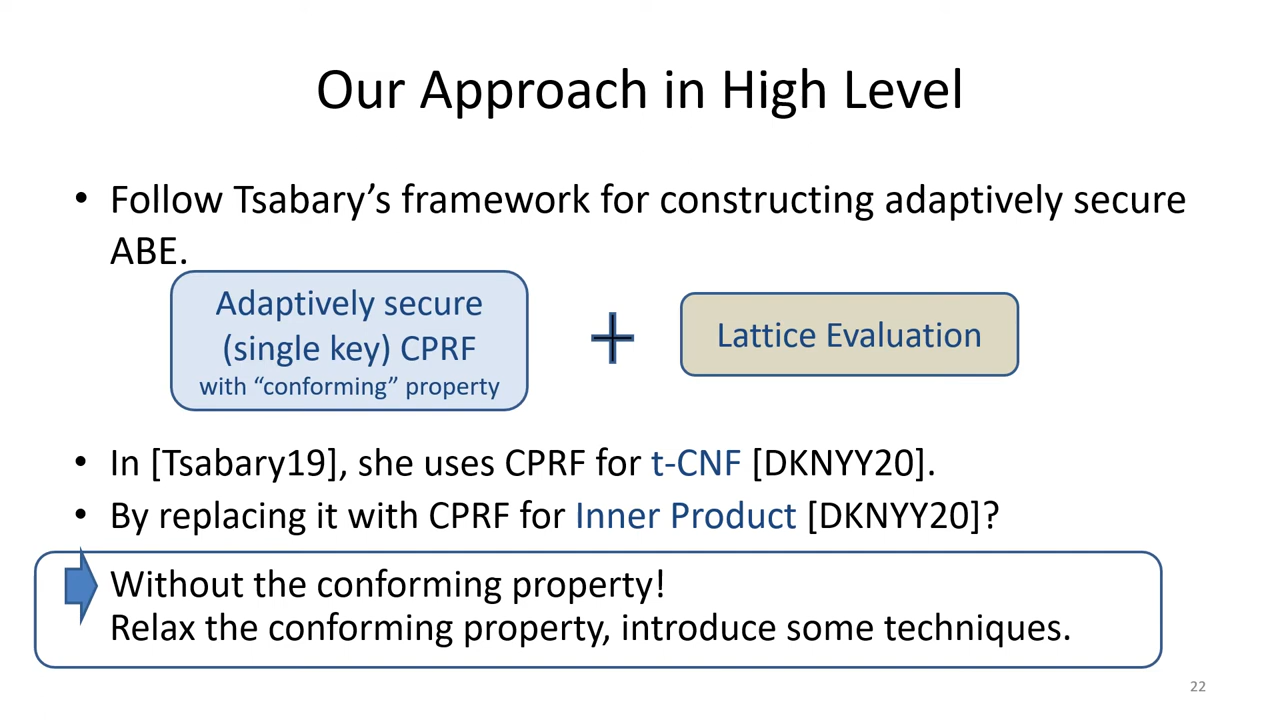 Our Approach in High Level
• Follow Tsabary’s framework for constructing adaptively secure
ABE.
Adaptively secure
(single key) CPRF
with “conforming” property
+
Lattice Evaluation
• In [Tsabary19], she uses CPRF for t-CNF [DKNYY20].
• By replacing it with CPRF for Inner Product [DKNYY20]?
Without the conforming property!
Relax the conforming property, introduce some techniques.
22